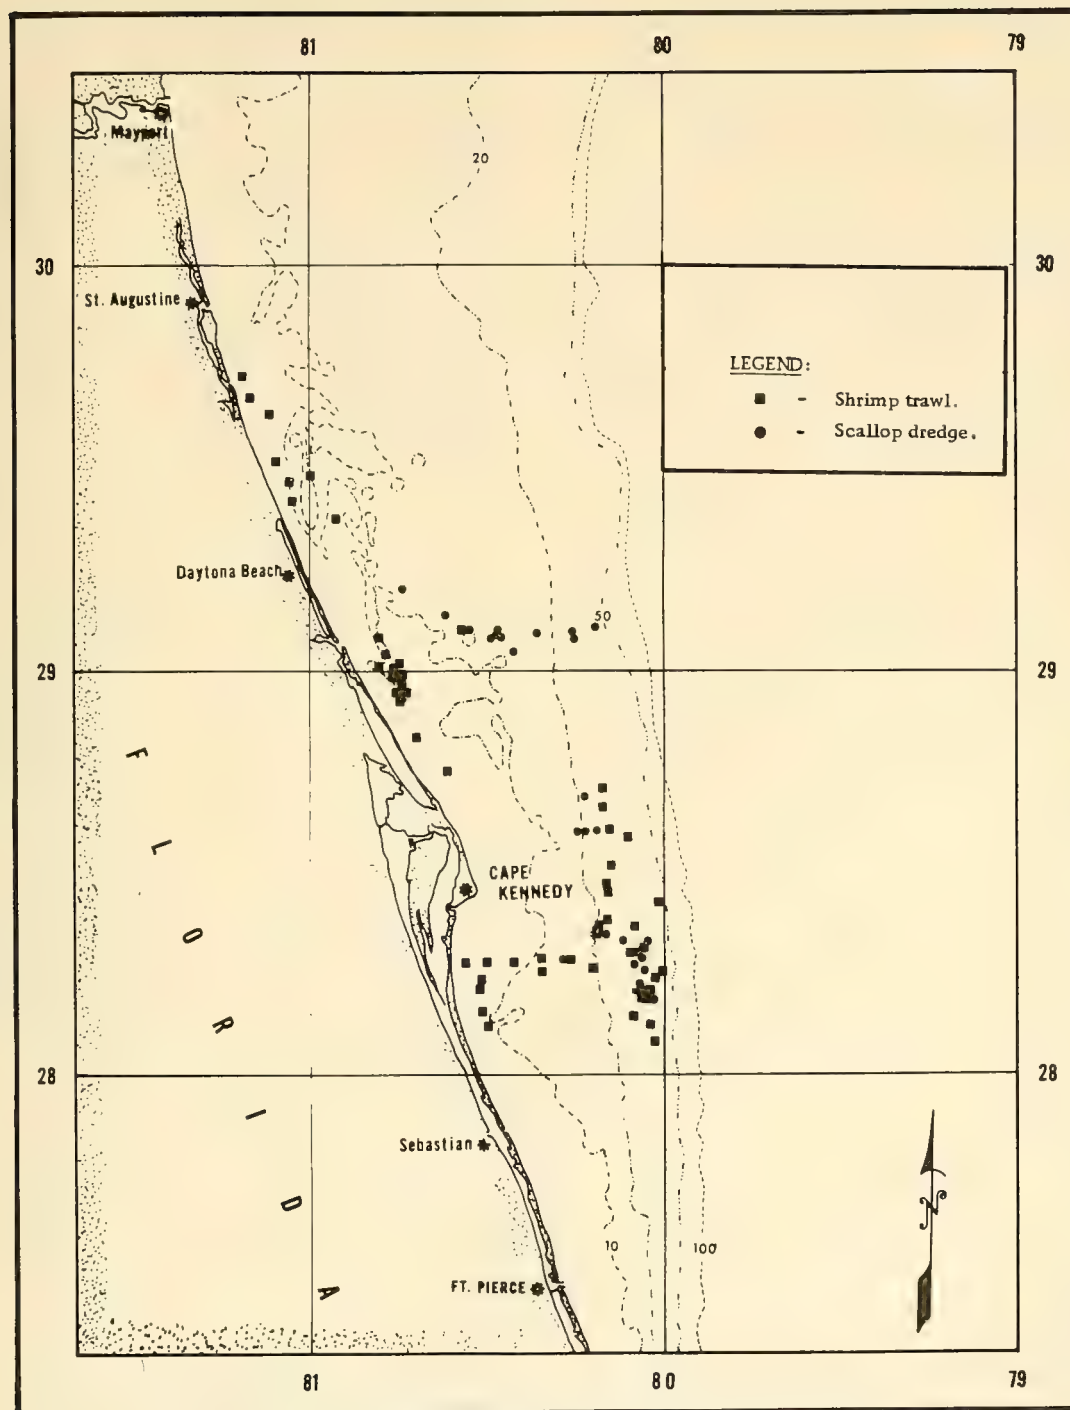 81 80 79
Mayport
20
30 30
St. Augustine
LEGEND:
Shrimp trawl.
Scallop dredge.
Daytona Beach
50
29 29
CAPE
KENNEDY
FLORIDA
28 28
Sebastian
N
10 100
FT. PIERCE
81 80 79